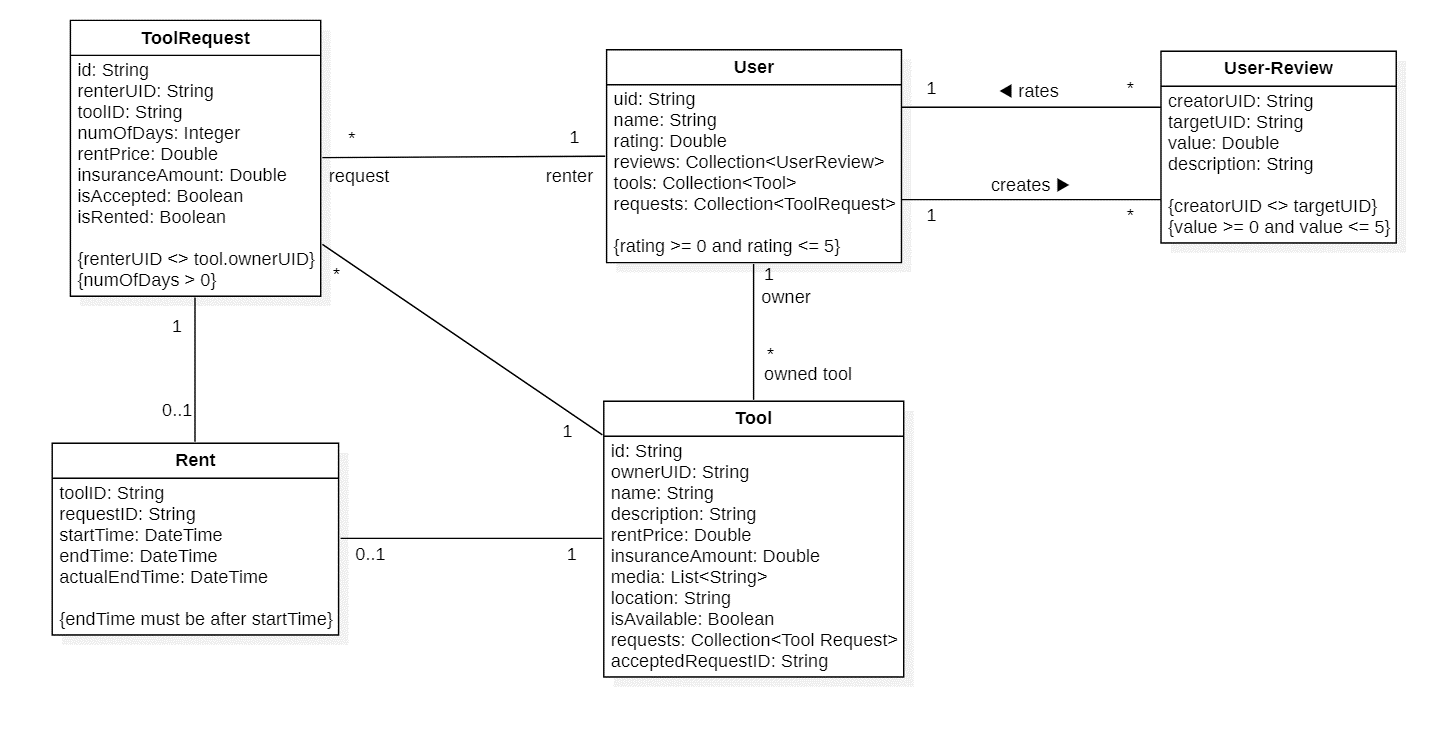 ToolRequest
id: String
renterUID: String
toolID: String
numOfDays: Integer
rentPrice: Double
insuranceAmount: Double
isAccepted: Boolean
isRented: Boolean
{renterUID <> tool.ownerUID}
{numOfDays > 0}
*
request
1
renter
User
uid: String
name: String
rating: Double
reviews: Collection<UserReview>
tools: Collection<Tool>
requests: Collection<ToolRequest>
{rating >= 0 and rating <= 5}
1
◀ rates
*
creates ▶
1
*
User-Review
creatorUID: String
targetUID: String
value: Double
description: String
{creatorUID <> targetUID}
{value >= 0 and value <= 5}
*
1
1
0..1
1
owner
*
owned tool
Rent
toolID: String
requestID: String
startTime: DateTime
endTime: DateTime
actualEndTime: DateTime
{endTime must be after startTime}
0..1
1
Tool
id: String
ownerUID: String
name: String
description: String
rentPrice: Double
insuranceAmount: Double
media: List<String>
location: String
isAvailable: Boolean
requests: Collection<Tool Request>
acceptedRequestID: String